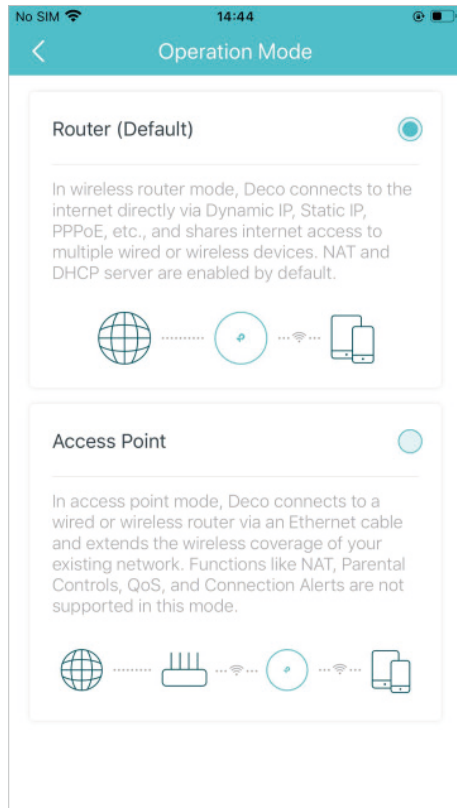 No SIM 14:44
Operation Mode
Router (Default)
In wireless router mode, Deco connects to the
internet directly via Dynamic IP, Static IP,
PPPoE, etc., and shares internet access to
multiple wired or wireless devices. NAT and
DHCP server are enabled by default.
Access Point
In access point mode, Deco connects to a
wired or wireless router via an Ethernet cable
and extends the wireless coverage of your
existing network. Functions like NAT, Parental
Controls, QoS, and Connection Alerts are not
supported in this mode.